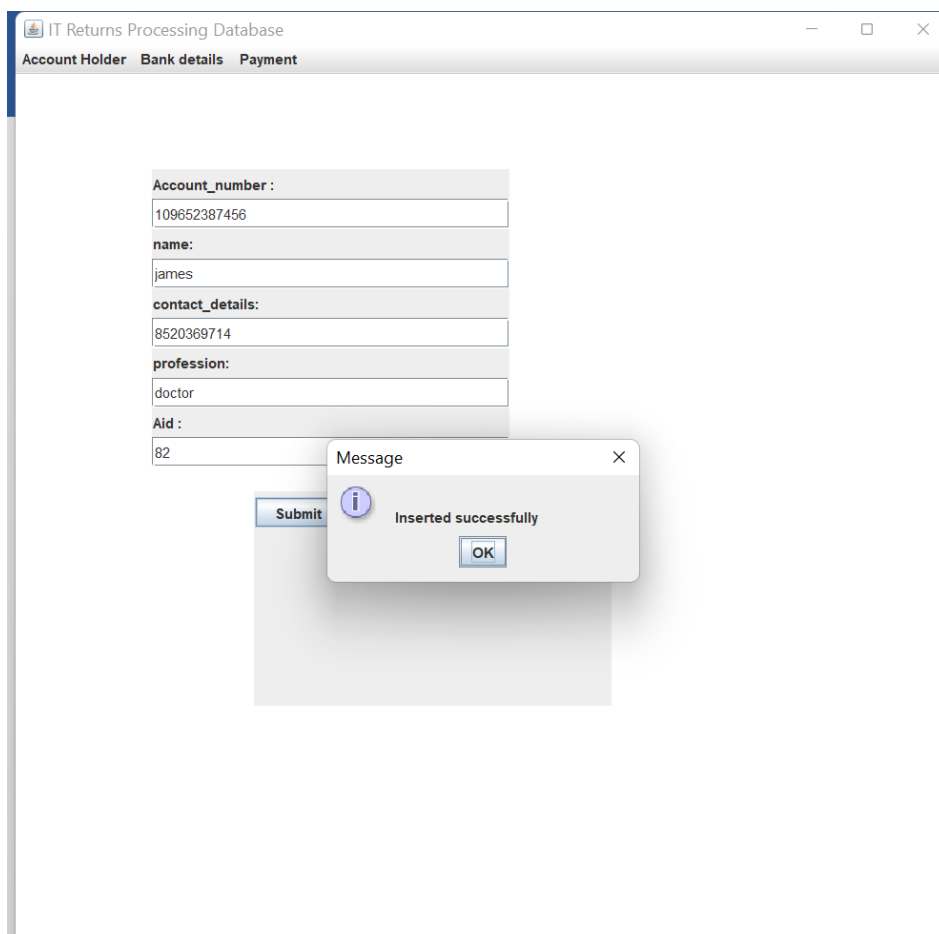 IT Returns Processing Database
Account Holder Bank details Payment
Account_number :
109652387456
name:
james
contact_details:
8520369714
profession:
doctor
Aid :
82
Message
Submit
i
Inserted successfully
OK